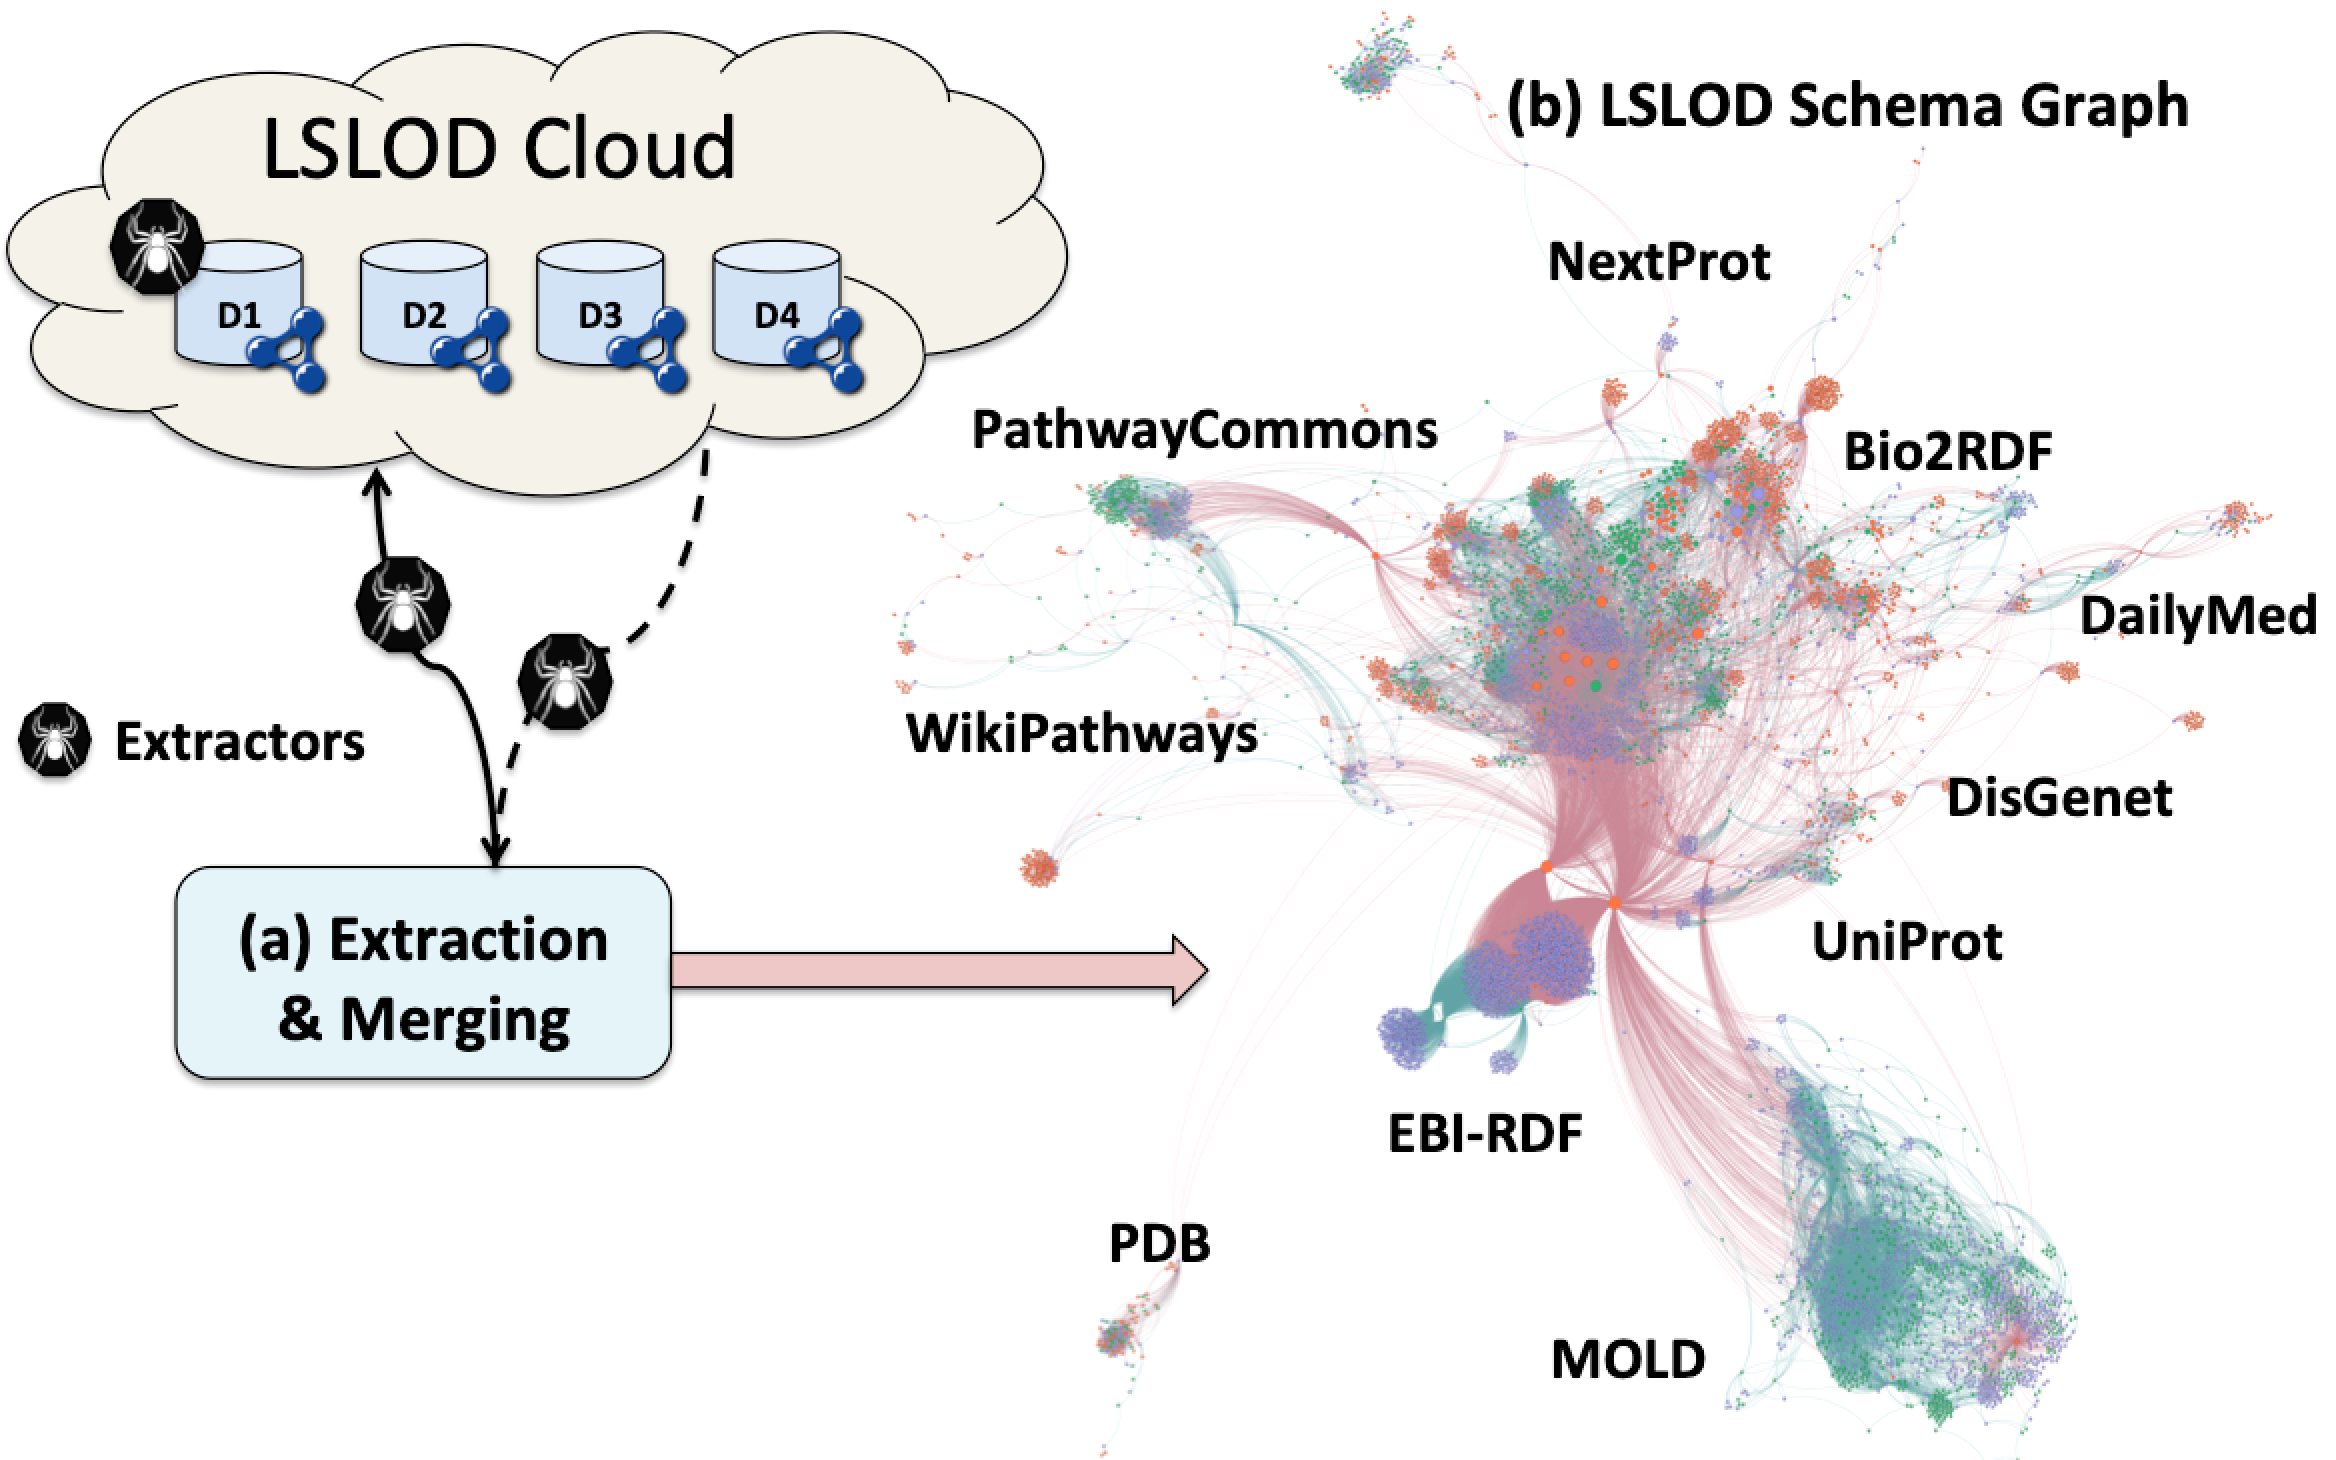 LSLOD Cloud
D1
D2
D3
D4
Extractors
(a) Extraction
& Merging
(b) LSLOD Schema Graph
NextProt
PathwayCommons
Bio2RDF
DailyMed
WikiPathways
DisGenet
UniProt
EBI-RDF
PDB
MOLD